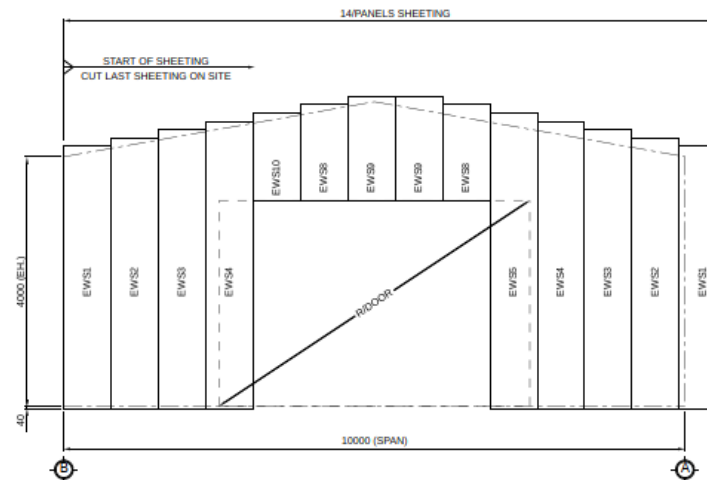 14/PANELS SHEETING
START OF SHEETING
CUT LAST SHEETING ON SITE
EWS10
EWS8
EWS9
EWS9
EWS8
EWS1
EWS2
EWS3
EWS4
EWS5
EWS4
EWS3
EWS2
EWS1
R/DOOR
4000 (EH.)
40
10000 (SPAN)
B
A